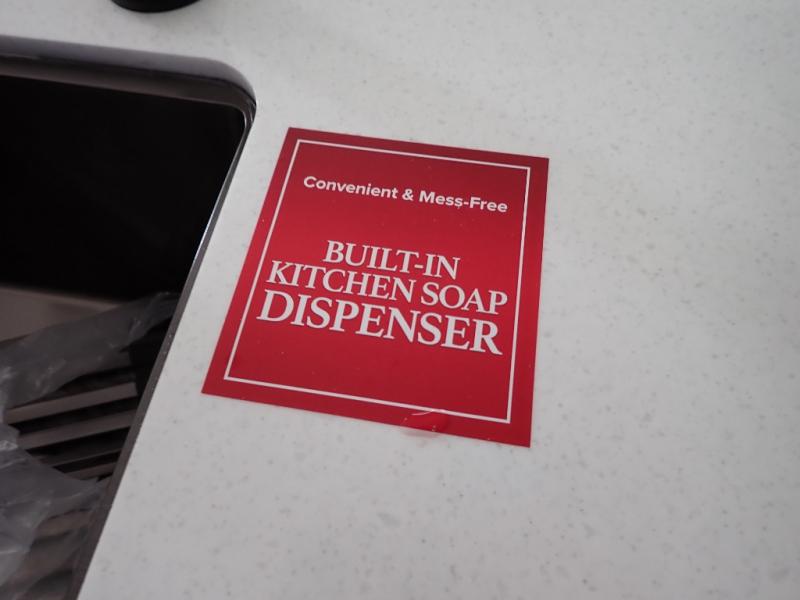 Convenient & Mess-Free
BUILT-IN
KITCHEN SOAP
DISPENSER